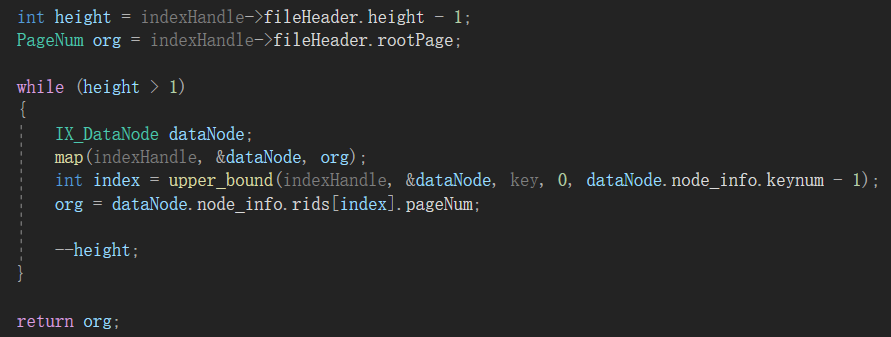 int height = indexHandle->fileHeader.height - 1;
PageNum org = indexHandle->fileHeader.rootPage;
while (height > 1)
{
IX_DataNode dataNode;
map(indexHandle, &dataNode, org);
int index = upper_bound(indexHandle, &dataNode, key, 0, dataNode.node_info.keynum - 1);
org = dataNode.node_info.rids[index].pageNum;
--height;
}
return org;